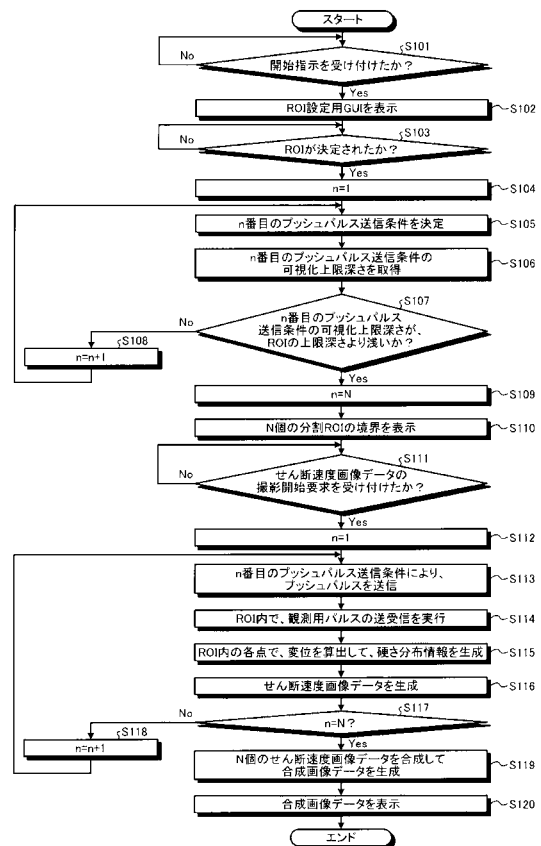 スタート
S101
No
開始指示を受け付けたか？
Yes
ROI設定用GUIを表示
S102
S103
No
ROIが決定されたか？
Yes
n=1
S104
n番目のプッシュパルス送信条件を決定
S105
n番目のプッシュパルス送信条件の
可視化上限深さを取得
S106
S107
No
n番目のプッシュパルス
送信条件の可視化上限深さが、
ROIの上限深さより浅いか？
S108
n=n+1
Yes
n=N
S109
N個の分割ROIの境界を表示
S110
S111
No
せん断速度画像データの
撮影開始要求を受け付けたか？
Yes
n=1
S112
n番目のプッシュパルス送信条件により、
プッシュパルスを送信
S113
ROI内で、観測用パルスの送受信を実行
S114
ROI内の各点で、変位を算出して、硬さ分布情報を生成
S115
せん断速度画像データを生成
S116
S117
No
n=N？
S118
n=n+1
Yes
N個のせん断速度画像データを合成して
合成画像データを生成
S119
合成画像データを表示
S120
エンド